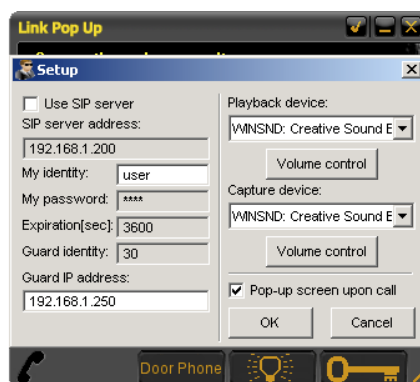 Link Pop Up
Setup
Use SIP server
SIP server address:
192.168.1.200
My identity: user
My password: ****
Expiration[sec]: 3600
Guard identity: 30
Guard IP address:
192.168.1.250
Playback device:
WINSND: Creative Sound
Volume control
Capture device:
WINSND: Creative Sound
Volume control
Pop-up screen upon call
OK Cancel
Door Phone